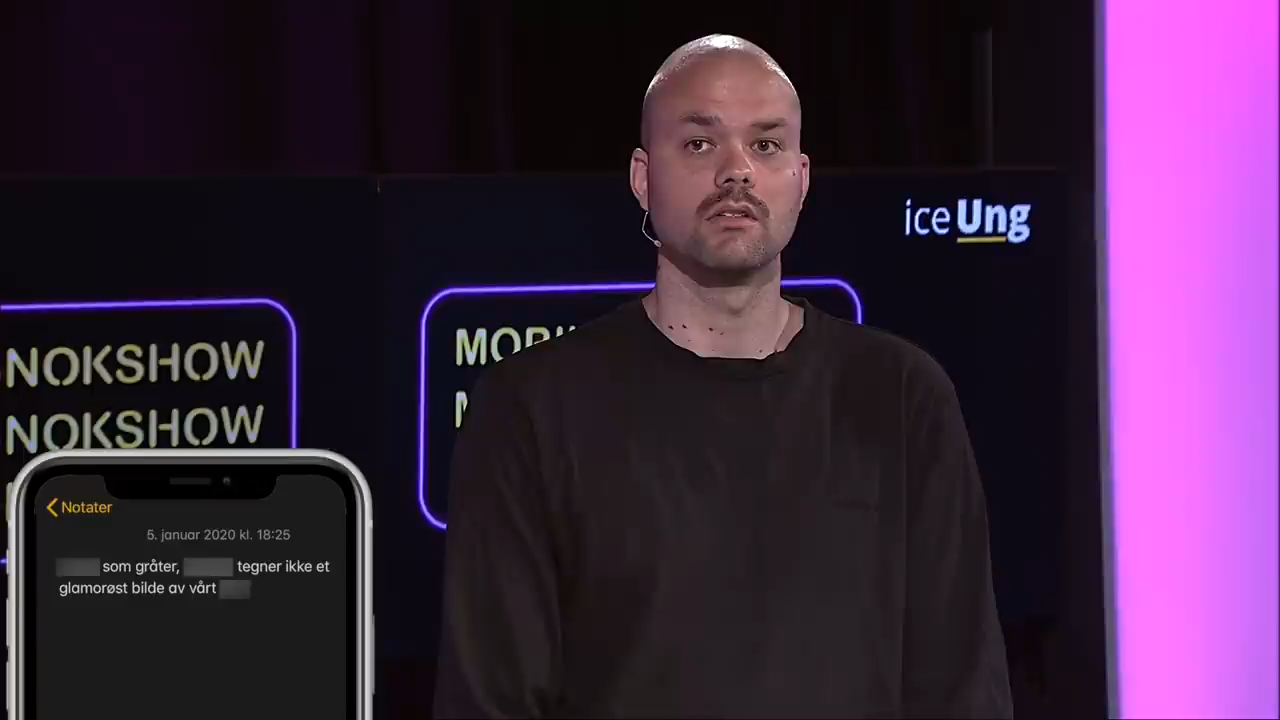 iceUng
NOKSHOW
NOKSHOW
Notater
5. januar 2020 kl. 18:25
som gråter, tegner ikke et
glamorøst bilde av vårt